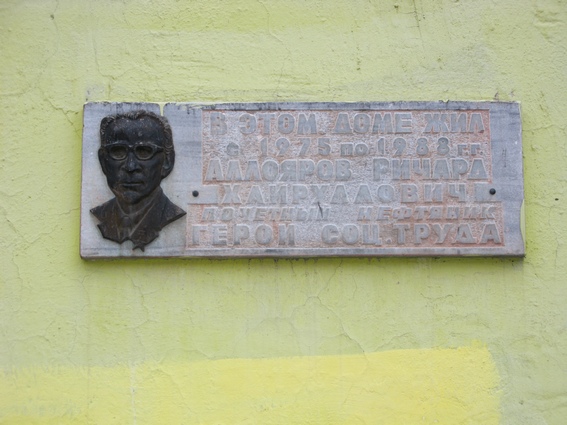 В ЭТОМ ДОМЕ ЖИЛ
С 1975 ПО 1988 ГГ.
АЛЛОЯРОВ РИЧАРД
ХАЙРУЛЛОВИЧ
ПОЧЕТНЫЙ НЕФТЯНИК
ГЕРОЙ СОЦ.ТРУДА